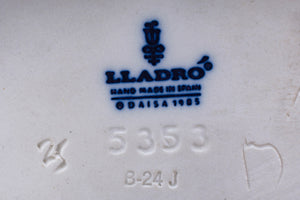 LLADRÓ
HAND MADE IN SPAIN
© DAISA 1985
5353
B-24 J